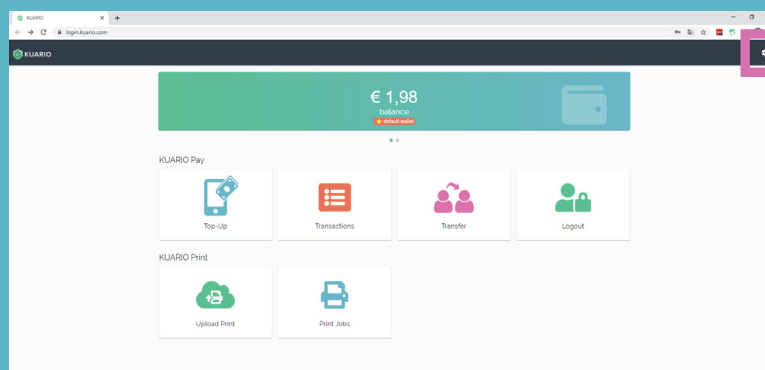 KUARIO
login.kuario.com
KUARIO
€ 1,98
balance
default wallet
KUARIO Pay
Top-Up
Transactions
Transfer
Logout
KUARIO Print
Upload Print
Print Jobs